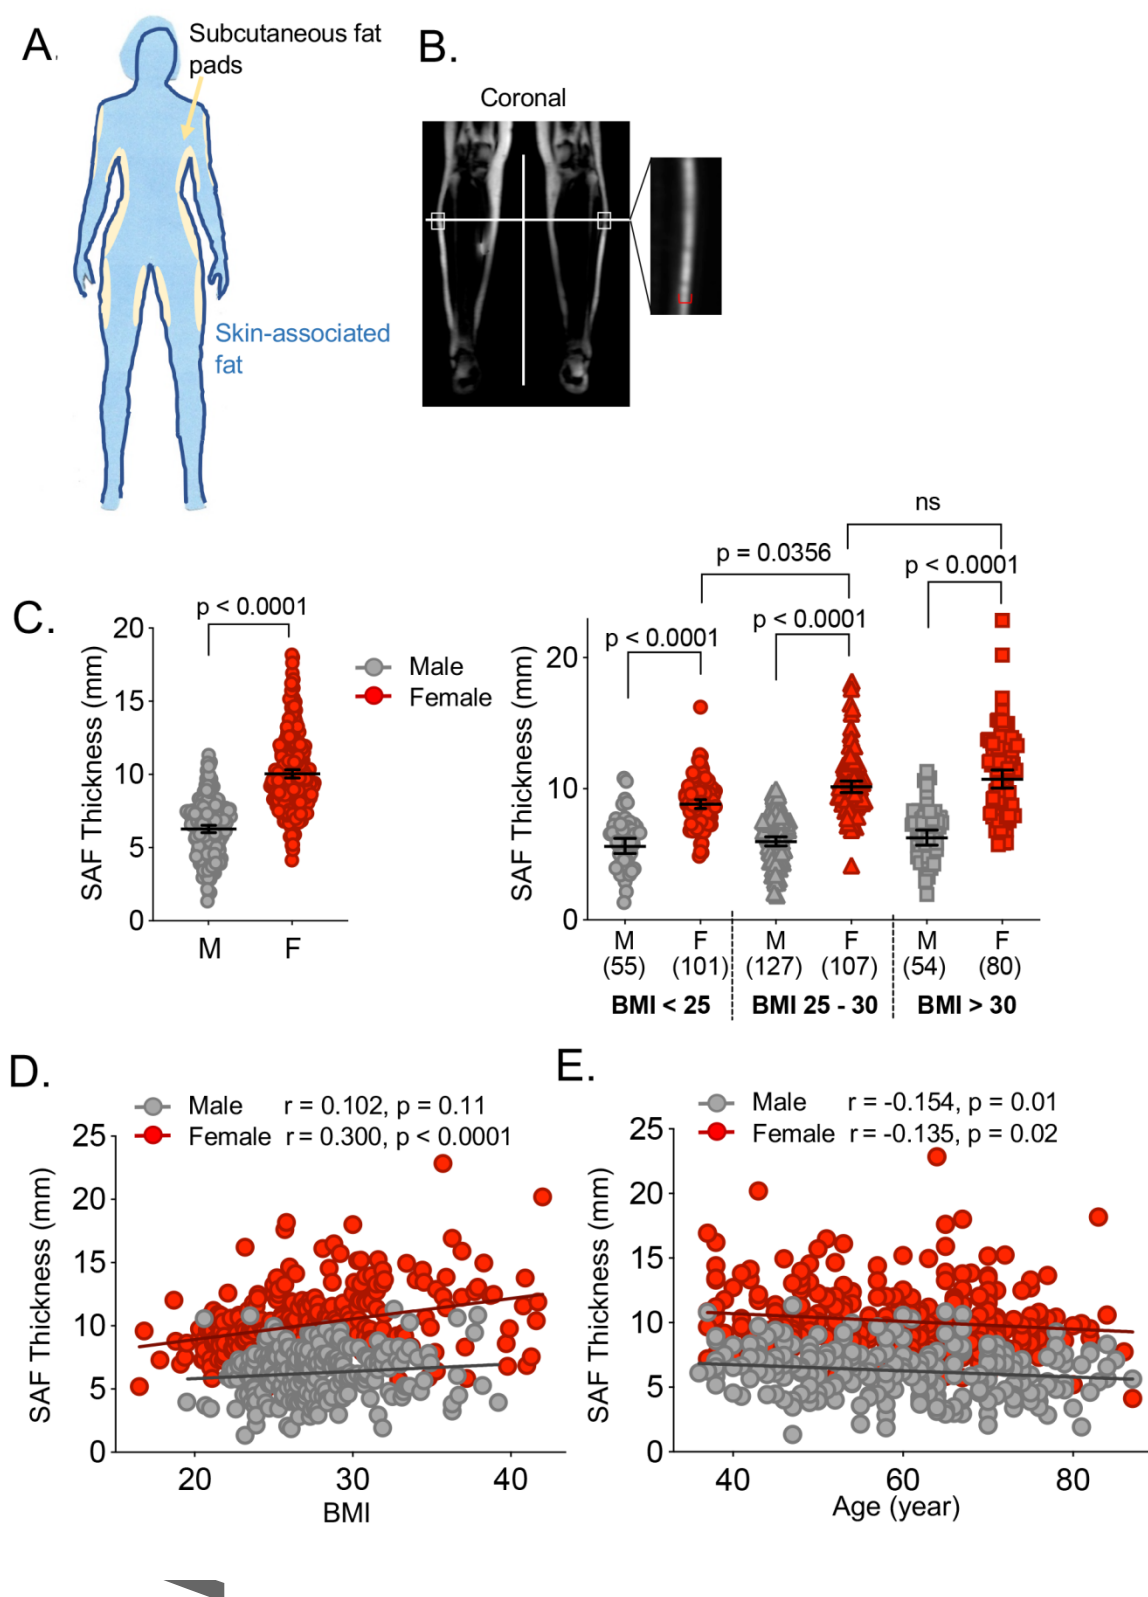 A.
Subcutaneous fat
pads
Skin-associated
fat
B.
Coronal
C.
SAF Thickness (mm)
20
15
10
5
0
p < 0.0001
M
F
Male
Female
SAF Thickness (mm)
20
10
0
p < 0.0001
p = 0.0356
p < 0.0001
ns
p < 0.0001
M F M F M F
(55) (101) (127) (107) (54) (80)
BMI < 25 BMI 25 - 30 BMI > 30
D.
Male r = 0.102, p = 0.11
Female r = 0.300, p < 0.0001
SAF Thickness (mm)
25
20
15
10
5
0
20 30 40
BMI
E.
Male r = -0.154, p = 0.01
Female r = -0.135, p = 0.02
SAF Thickness (mm)
25
20
15
10
5
0
40 60 80
Age (year)